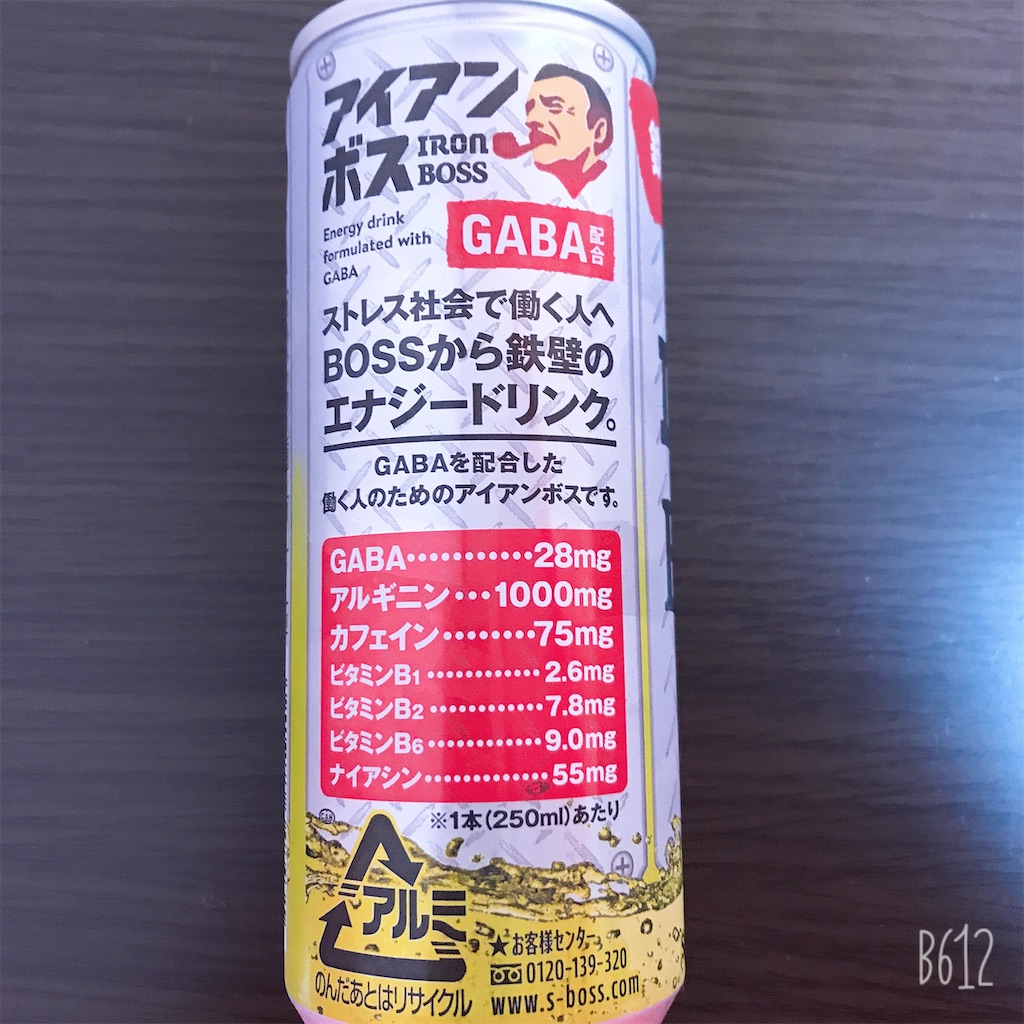 アイアン
ボス IRON
BOSS
Energy drink
formulated with
GABA
GABA配合
ストレス社会で働く人へ
BOSSから鉄壁の
エナジードリンク。
GABAを配合した
働く人のためのアイアンボスです。
GABA…………28mg
アルギニン…1000mg
カフェイン………75mg
ビタミンB1…………2.6mg
ビタミンB2…………7.8mg
ビタミンB6…………9.0mg
ナイアシン…………55mg
※1本(250ml)あたり
アルミ
のんだあとはリサイクル
★お客様センター
0120-139-320
www.s-boss.com
B612